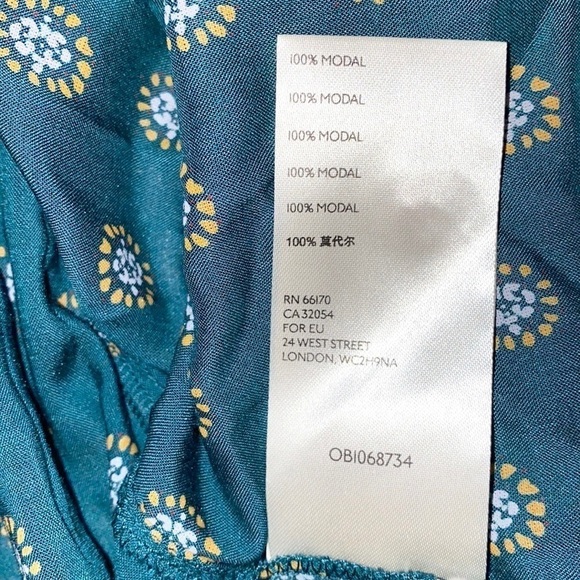 100% MODAL
100% MODAL
100% MODAL
100% MODAL
100% MODAL
100% 莫代尔
RN 66170
CA 32054
FOR EU
24 WEST STREET
LONDON, WC2H9NA
OB1068734